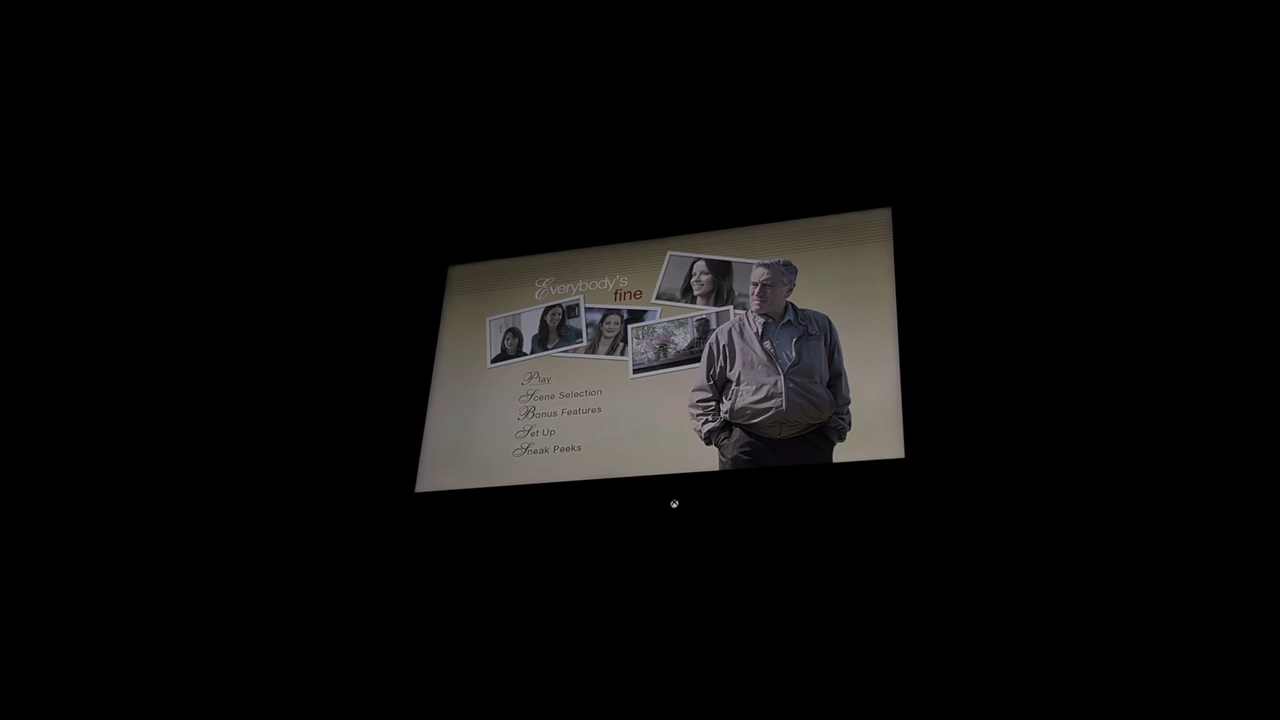 Everybody's
fine
Play
Scene Selection
Bonus Features
Set Up
Sneak Peeks